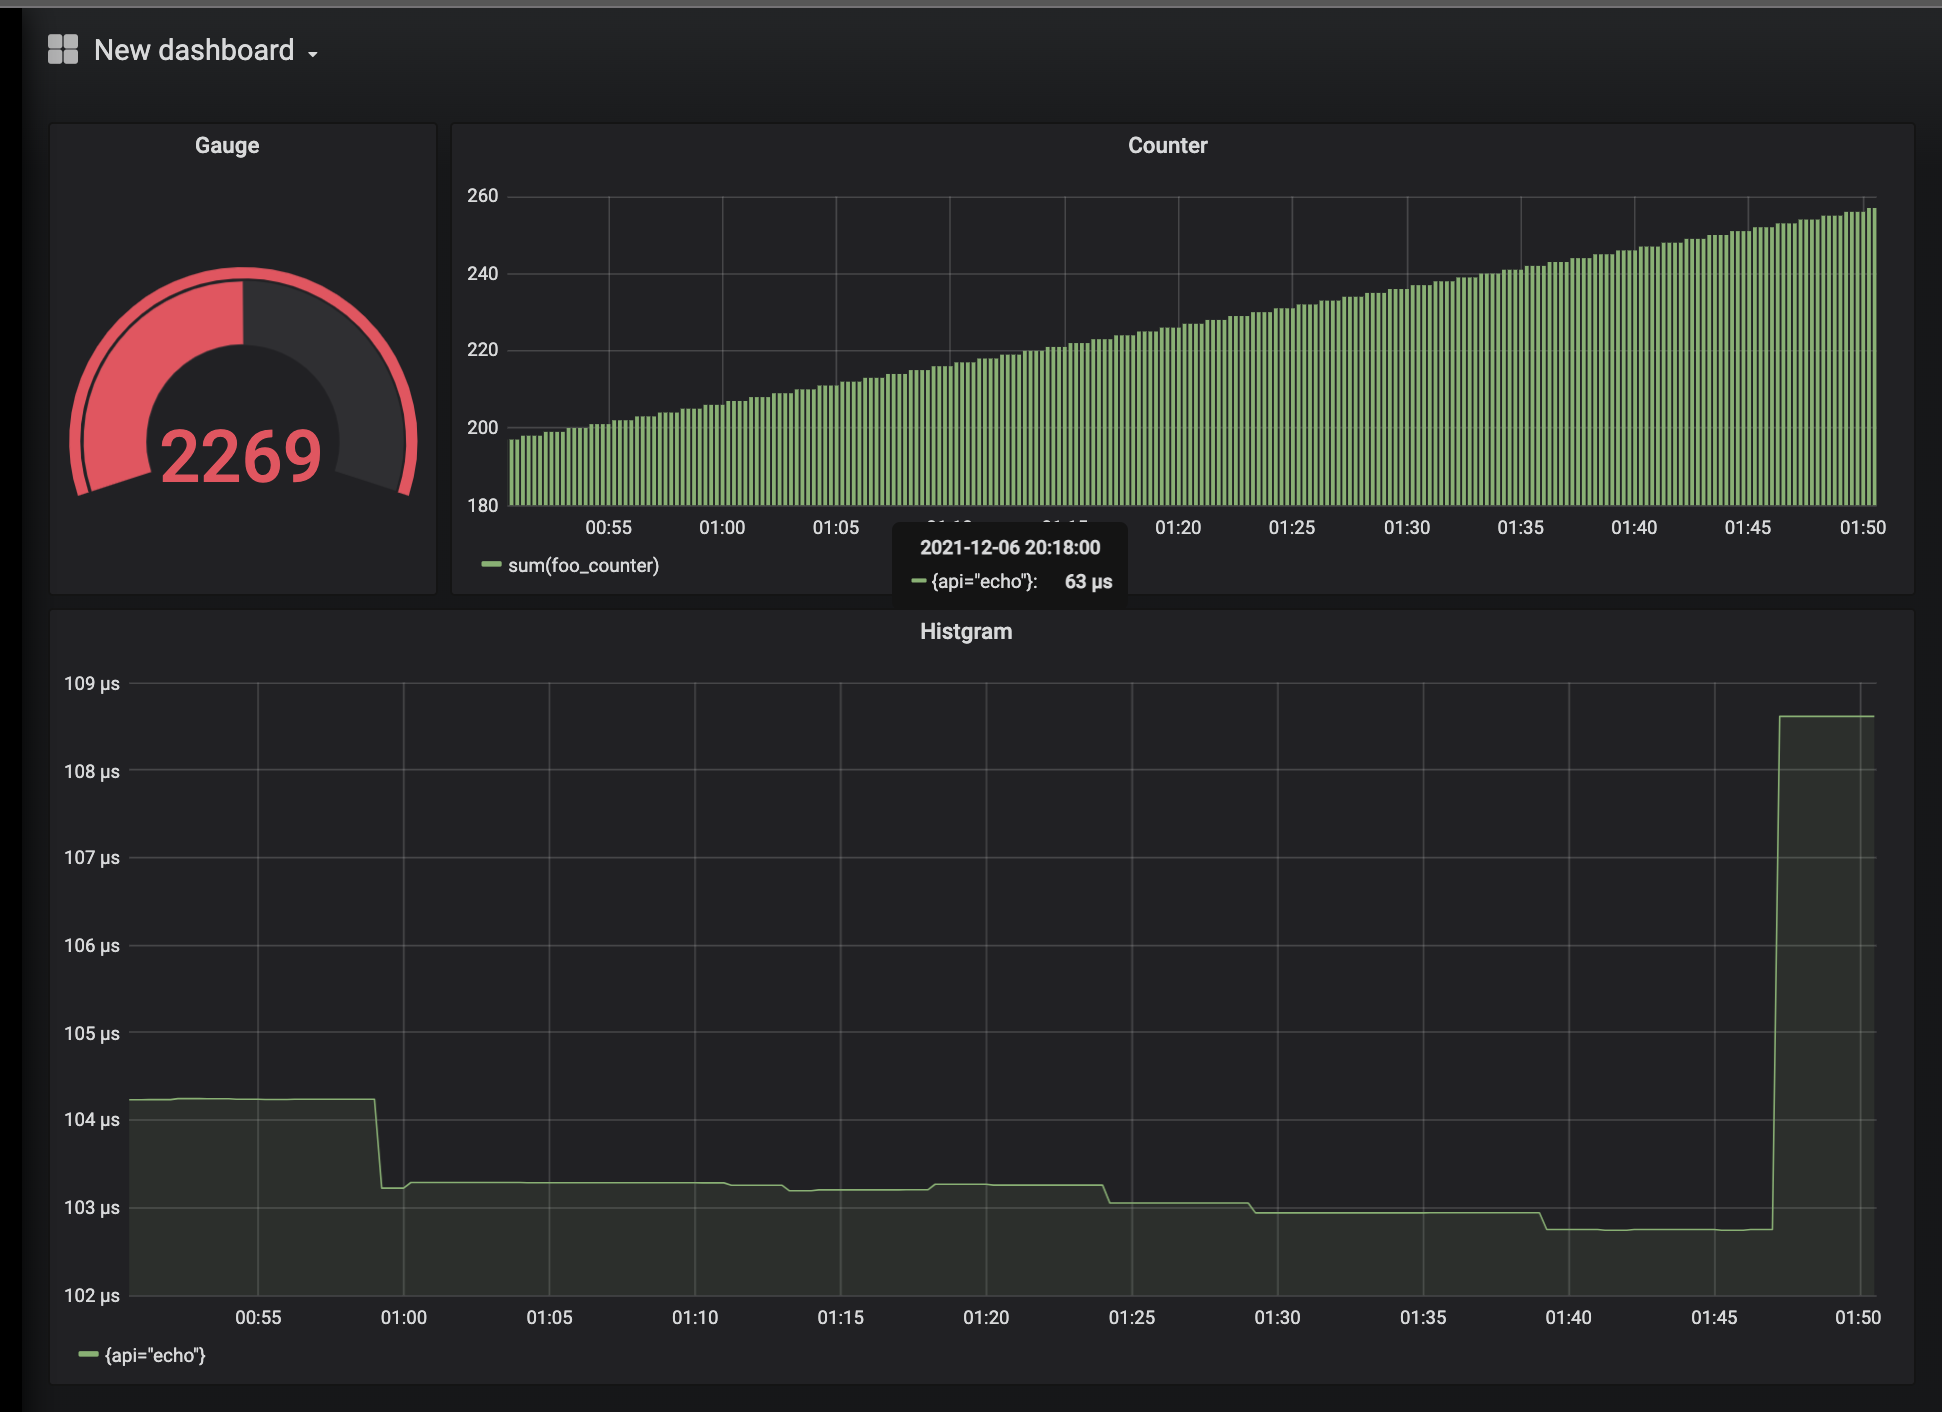 New dashboard
Gauge
2269
Counter
260
240
220
200
180
00:55 01:00 01:05 01:20 01:25 01:30 01:35 01:40 01:45 01:50
sum(foo_counter)
2021-12-06 20:18:00
{api="echo"}: 63 µs
Histgram
109 µs
108 µs
107 µs
106 µs
105 µs
104 µs
103 µs
102 µs
00:55 01:00 01:05 01:10 01:15 01:20 01:25 01:30 01:35 01:40 01:45 01:50
{api="echo"}